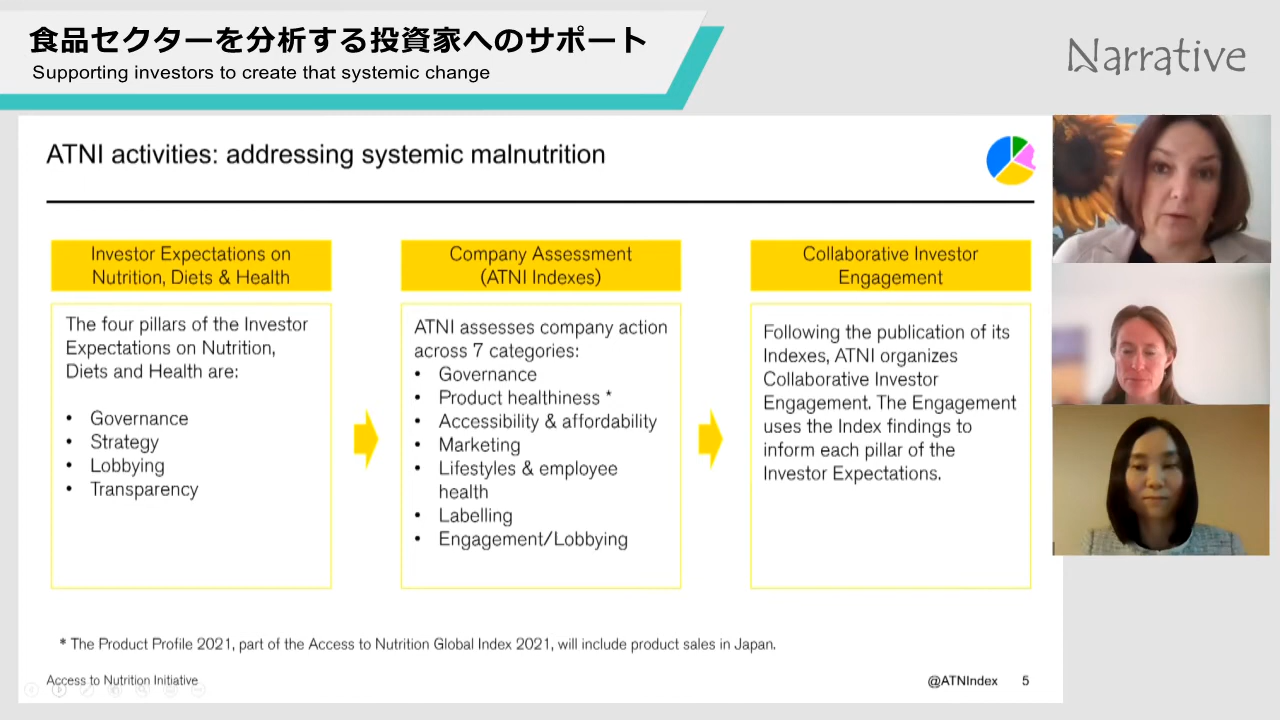 食品セクターを分析する投資家へのサポート
Supporting investors to create that systemic change
Narrative
ATNI activities: addressing systemic malnutrition
Investor Expectations on
Nutrition, Diets & Health
The four pillars of the Investor
Expectations on Nutrition,
Diets and Health are:
• Governance
• Strategy
• Lobbying
• Transparency
Company Assessment
(ATNI Indexes)
ATNI assesses company action
across 7 categories:
• Governance
• Product healthiness *
• Accessibility & affordability
• Marketing
• Lifestyles & employee
health
• Labelling
• Engagement/Lobbying
Collaborative Investor
Engagement
Following the publication of its
Indexes, ATNI organizes
Collaborative Investor
Engagement. The Engagement
uses the Index findings to
inform each pillar of the
Investor Expectations.
* The Product Profile 2021, part of the Access to Nutrition Global Index 2021, will include product sales in Japan.
Access to Nutrition Initiative
@ATNIndex 5